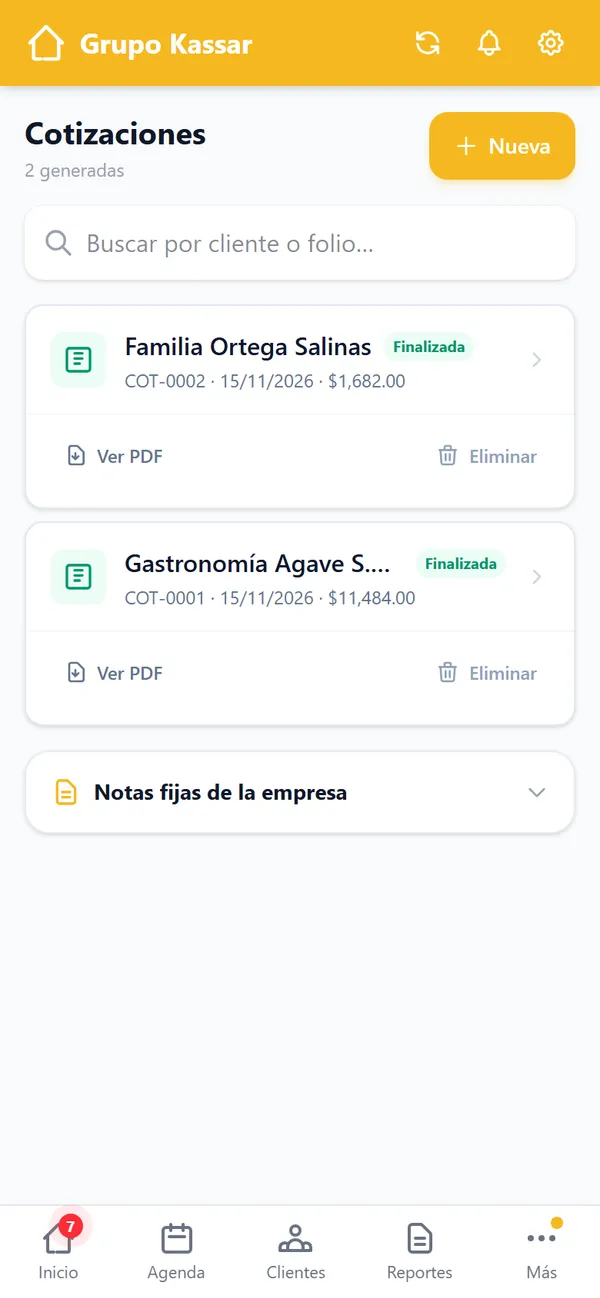 Grupo Kassar
Cotizaciones
2 generadas
Nueva
Buscar por cliente o folio...
Familia Ortega Salinas Finalizada
COT-0002 · 15/11/2026 · $1,682.00
Ver PDF Eliminar
Gastronomía Agave S.... Finalizada
COT-0001 · 15/11/2026 · $11,484.00
Ver PDF Eliminar
Notas fijas de la empresa
7
Inicio Agenda Clientes Reportes Más